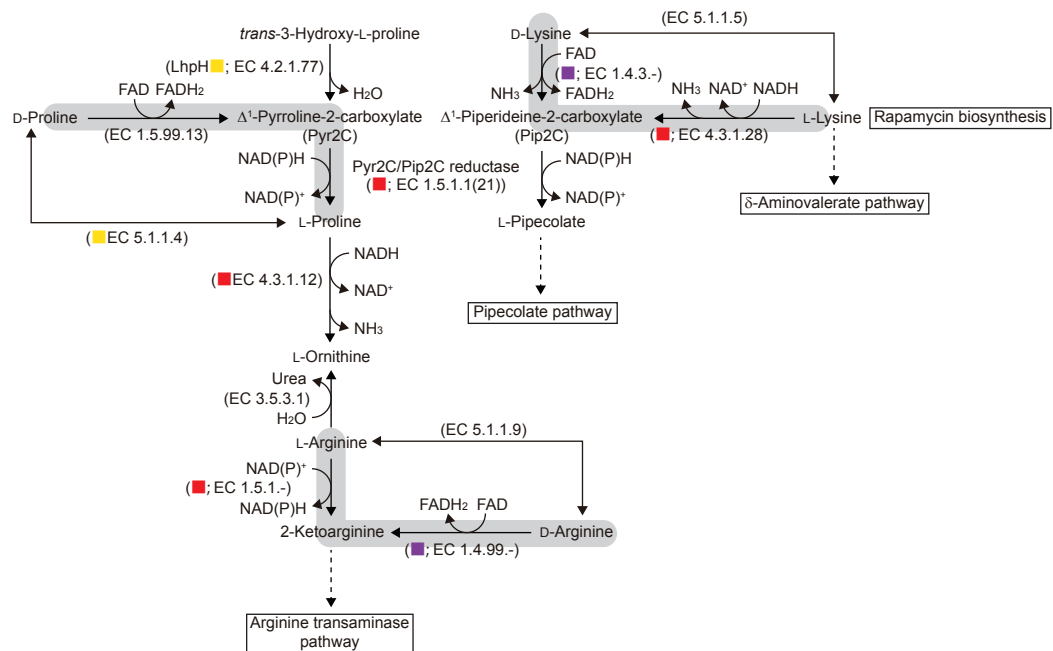 trans-3-Hydroxy-L-proline
(LhpH ; EC 4.2.1.77)
H2O
FAD FADH2
D-Proline
(EC 1.5.99.13)
Δ1-Pyrroline-2-carboxylate
(Pyr2C)
NAD(P)H
NAD(P)+
Pyr2C/Pip2C reductase
( ; EC 1.5.1.1(21))
L-Proline
( EC 5.1.1.4)
( EC 4.3.1.12)
NADH
NAD+
NH3
L-Ornithine
Urea
(EC 3.5.3.1)
H2O
L-Arginine
(EC 5.1.1.9)
NAD(P)+
( ; EC 1.5.1.-)
NAD(P)H
2-Ketoarginine
FADH2 FAD
D-Arginine
( ; EC 1.4.99.-)
Arginine transaminase
pathway
D-Lysine
(EC 5.1.1.5)
FAD
( ; EC 1.4.3.-)
NH3
FADH2
NH3 NAD+ NADH
Δ1-Piperideine-2-carboxylate
(Pip2C)
( ; EC 4.3.1.28)
L-Lysine
Rapamycin biosynthesis
NAD(P)H
NAD(P)+
δ-Aminovalerate pathway
L-Pipecolate
Pipecolate pathway